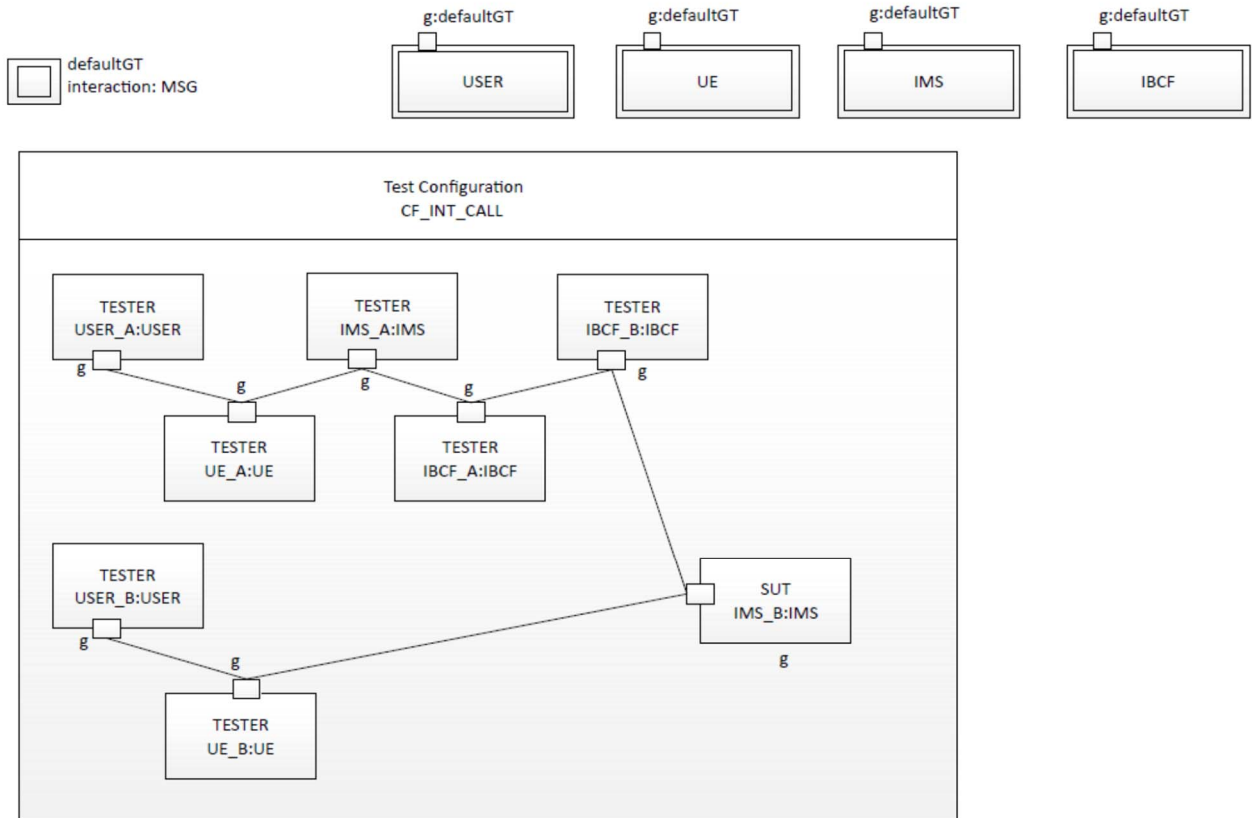 g:defaultGT
g:defaultGT
g:defaultGT
g:defaultGT
defaultGT
interaction: MSG
USER
UE
IMS
IBCF
Test Configuration
CF_INT_CALL
TESTER
USER_A:USER
g
TESTER
IMS_A:IMS
g
TESTER
IBCF_B:IBCF
g
g
TESTER
UE_A:UE
g
TESTER
IBCF_A:IBCF
TESTER
USER_B:USER
g
SUT
IMS_B:IMS
g
g
TESTER
UE_B:UE